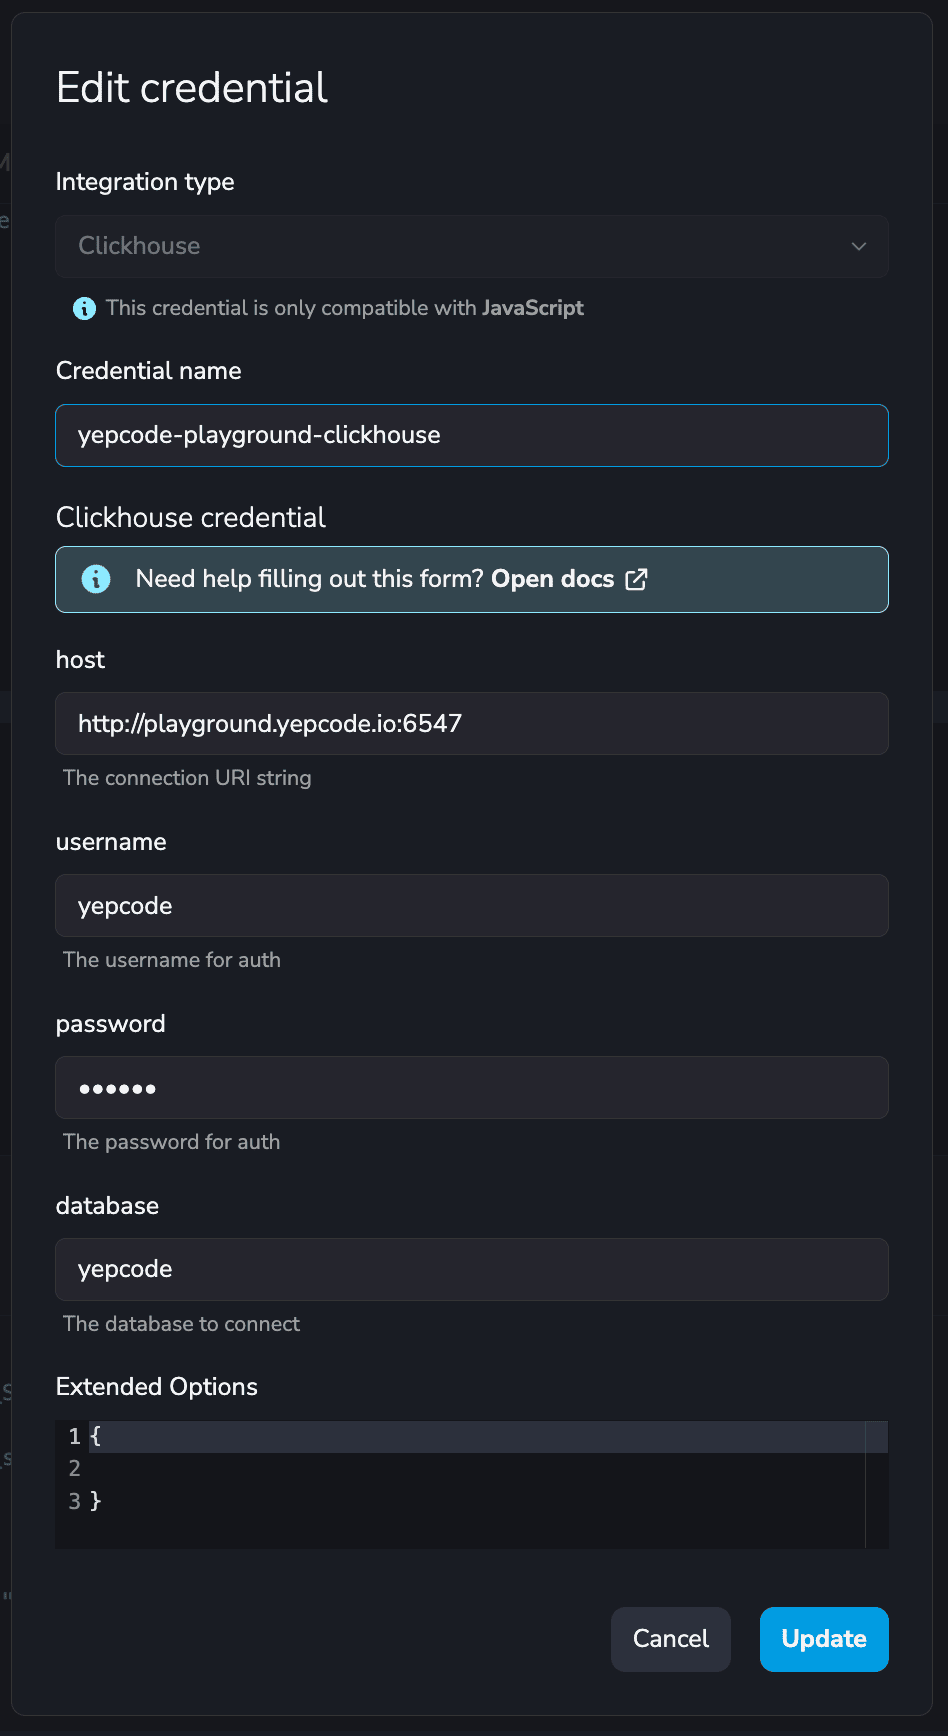 Edit credential
Integration type
Clickhouse
This credential is only compatible with JavaScript
Credential name
yepcode-playground-clickhouse
Clickhouse credential
Need help filling out this form? Open docs
host
http://playground.yepcode.io:6547
The connection URI string
username
yepcode
The username for auth
password
••••••
The password for auth
database
yepcode
The database to connect
Extended Options
1 {
2
3 }
Cancel Update